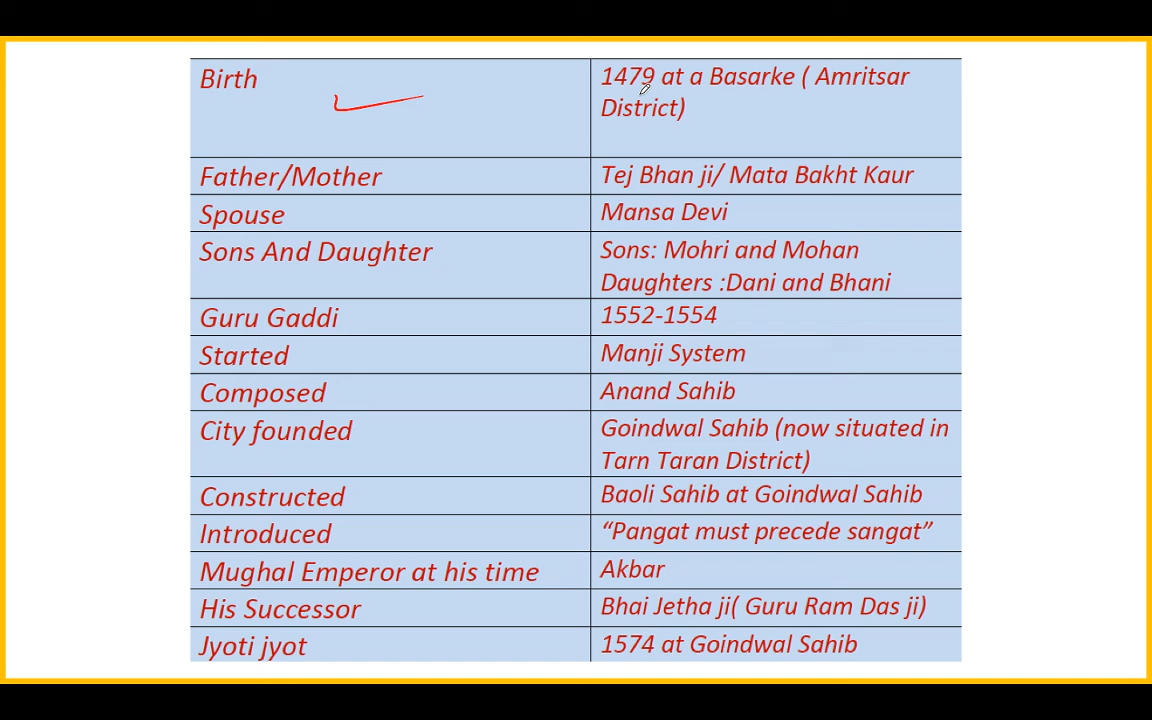 Birth
1479 at a Basarke ( Amritsar
District)
Father/Mother
Tej Bhan ji/ Mata Bakht Kaur
Spouse
Mansa Devi
Sons And Daughter
Sons: Mohri and Mohan
Daughters :Dani and Bhani
Guru Gaddi
1552-1554
Started
Manji System
Composed
Anand Sahib
City founded
Goindwal Sahib (now situated in
Tarn Taran District)
Constructed
Baoli Sahib at Goindwal Sahib
Introduced
“Pangat must precede sangat”
Mughal Emperor at his time
Akbar
His Successor
Bhai Jetha ji( Guru Ram Das ji)
Jyoti jyot
1574 at Goindwal Sahib